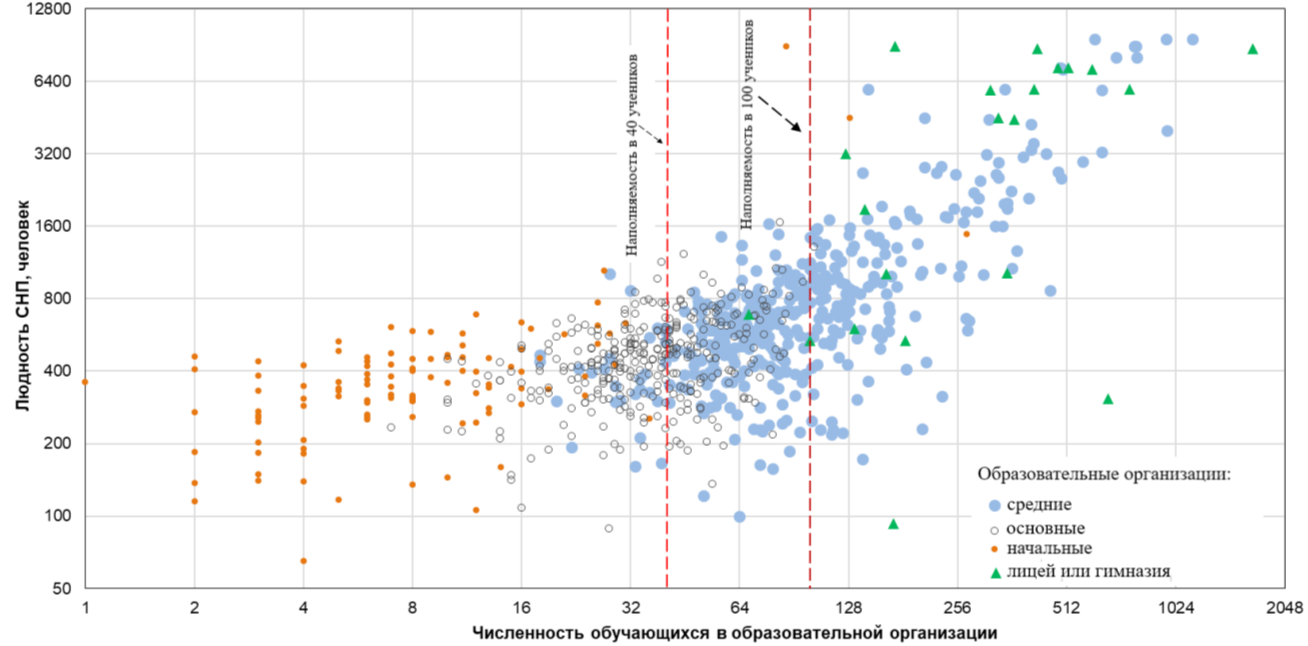 12800
6400
3200
1600
800
400
200
100
50
Людность СНП, человек
Наполняемость в 40 учеников
Наполняемость в 100 учеников
Образовательные организации:
средние
основные
начальные
лицей или гимназия
1 2 4 8 16 32 64 128 256 512 1024 2048
Численность обучающихся в образовательной организации